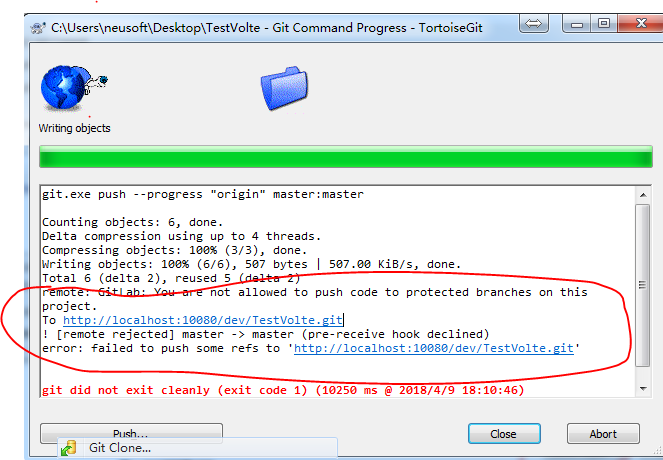 C:\Users\neusoft\Desktop\TestVolte - Git Command Progress - TortoiseGit
Writing objects
git.exe push --progress "origin" master:master
Counting objects: 6, done.
Delta compression using up to 4 threads.
Compressing objects: 100% (3/3), done.
Writing objects: 100% (6/6), 507 bytes | 507.00 KiB/s, done.
Total 6 (delta 2), reused 5 (delta 2)
remote: GitLab: You are not allowed to push code to protected branches on this
project.
To http://localhost:10080/dev/TestVolte.git
! [remote rejected] master -> master (pre-receive hook declined)
error: failed to push some refs to 'http://localhost:10080/dev/TestVolte.git'
git did not exit cleanly (exit code 1) (10250 ms @ 2018/4/9 18:10:46)
Push...
Close
Abort
Git Clone...